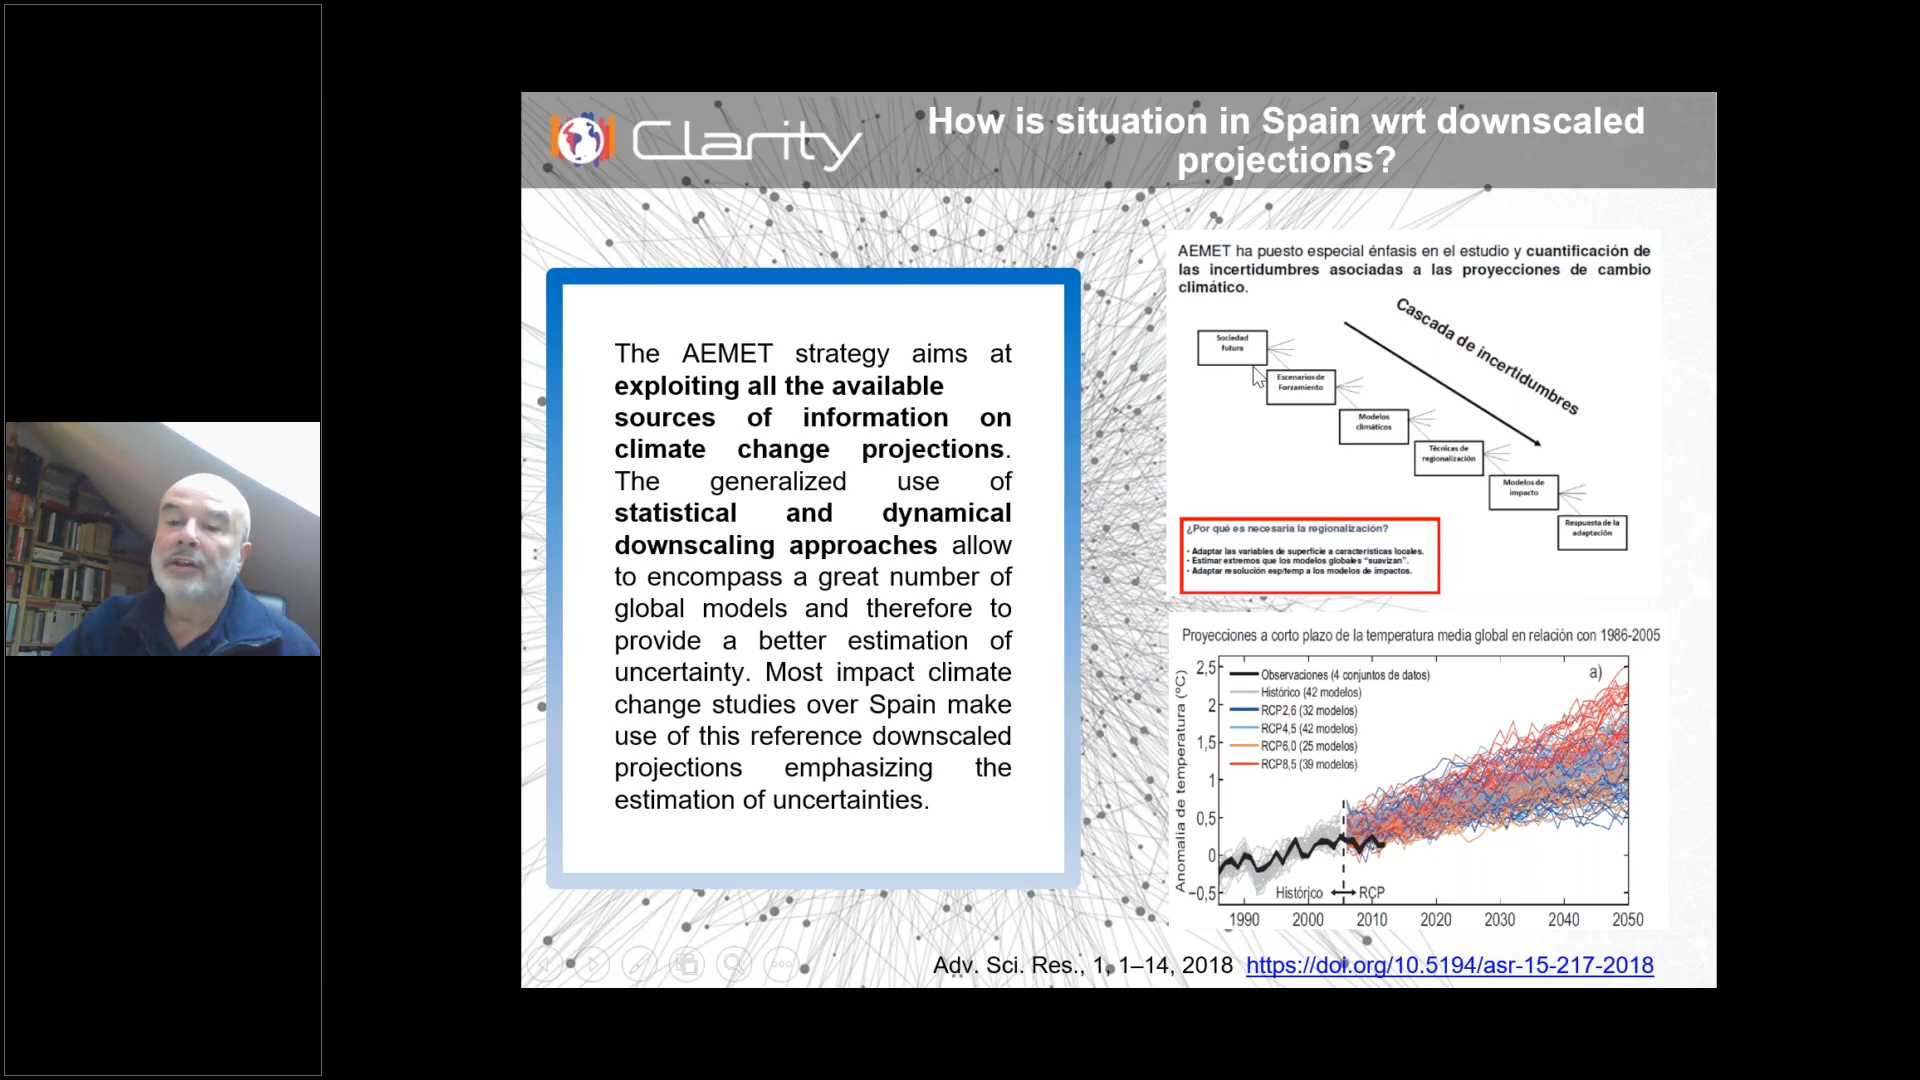 Clarity
How is situation in Spain wrt downscaled
projections?
The AEMET strategy aims at
exploiting all the available
sources of information on
climate change projections.
The generalized use of
statistical and dynamical
downscaling approaches allow
to encompass a great number of
global models and therefore to
provide a better estimation of
uncertainty. Most impact climate
change studies over Spain make
use of this reference downscaled
projections emphasizing the
estimation of uncertainties.
AEMET ha puesto especial énfasis en el estudio y cuantificación de
las incertidumbres asociadas a las proyecciones de cambio
climático.
Cascada de incertidumbres
Sociedad
futura
Escenarios de
Forzamiento
Modelos
climáticos
Técnicas de
regionalización
Modelos de
impacto
Respuesta de la
adaptación
¿Por qué es necesaria la regionalización?
• Adaptar las variables de superficie a características locales.
• Estimar extremos que los modelos globales "suavizan".
• Adaptar resolución esp/temp a los modelos de impactos.
Proyecciones a corto plazo de la temperatura media global en relación con 1986-2005
Anomalía de temperatura (ºC)
2,5
2
1,5
1
0,5
0
−0,5
a)
Observaciones (4 conjuntos de datos)
Histórico (42 modelos)
RCP2,6 (32 modelos)
RCP4,5 (42 modelos)
RCP6,0 (25 modelos)
RCP8,5 (39 modelos)
Histórico RCP
1990 2000 2010 2020 2030 2040 2050
Adv. Sci. Res., 1, 1–14, 2018 https://doi.org/10.5194/asr-15-217-2018